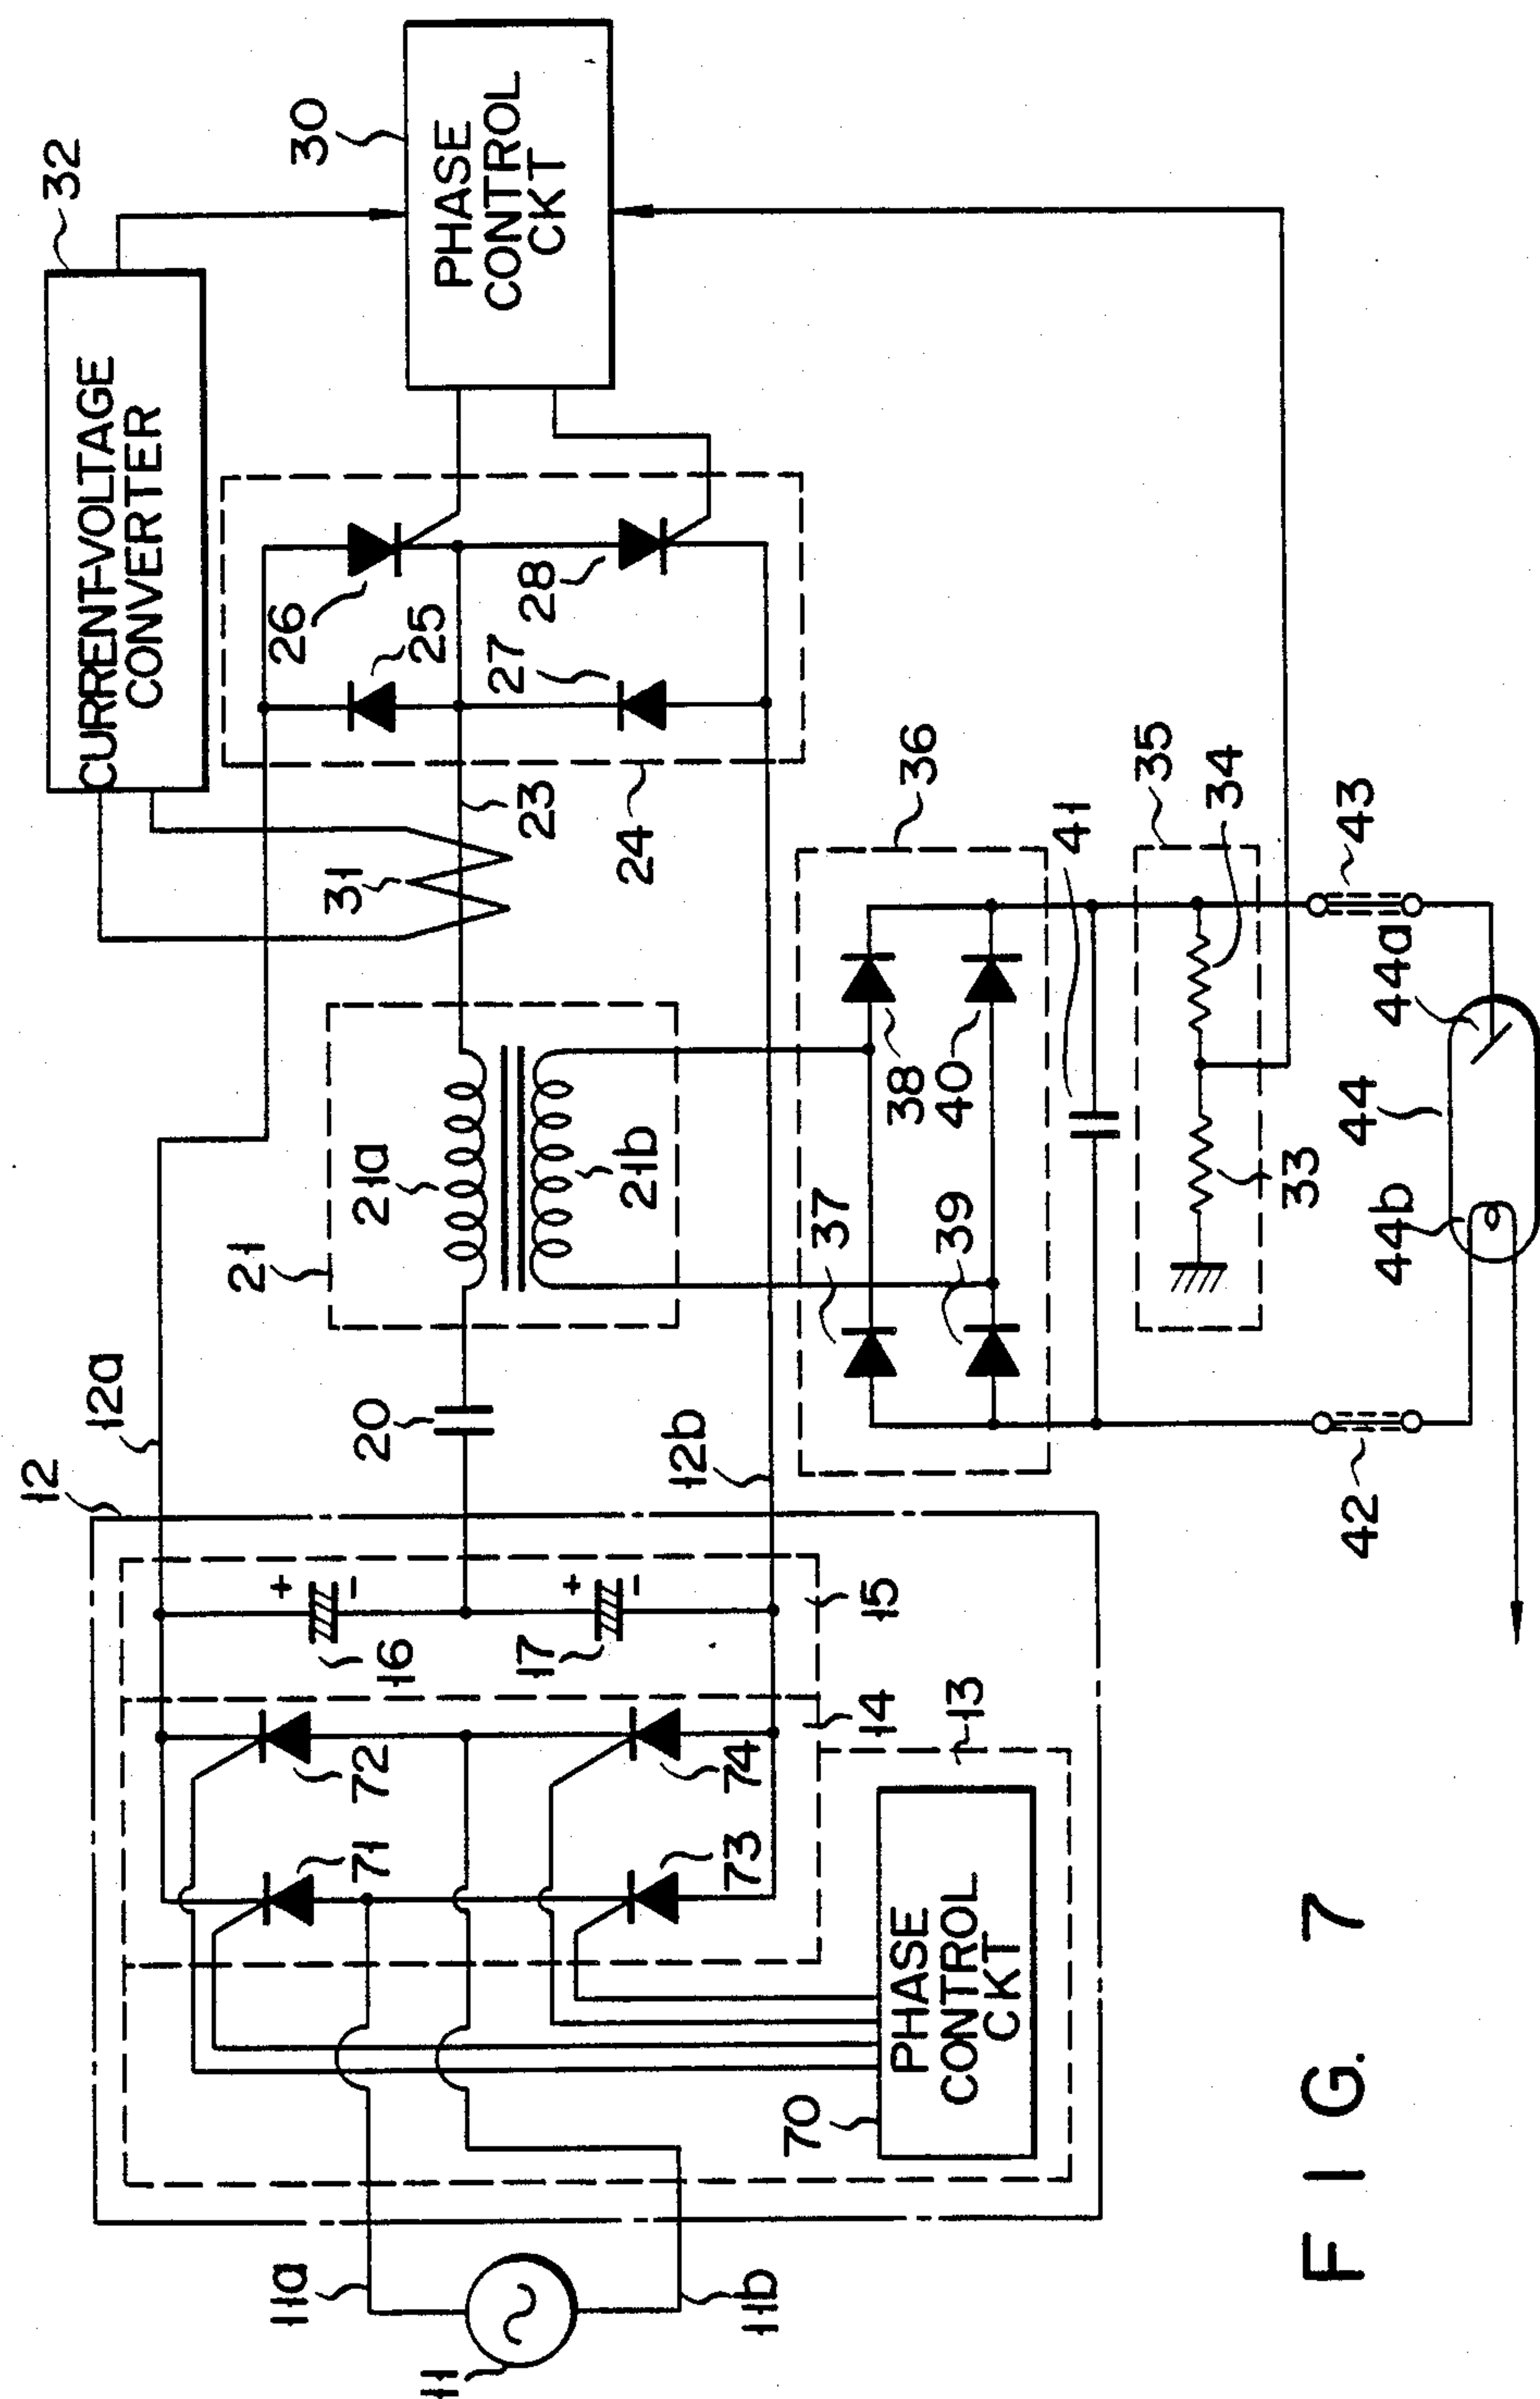 32
CURRENT-VOLTAGE
CONVERTER
30
PHASE
CONTROL
CKT
12
12a
31
26
25
21
21a
21b
20
23
27
28
24
12b
16
+
-
17
+
-
15
14
13
72
71
74
73
70
PHASE
CONTROL
CKT
11a
11
11b
36
37
38
39
40
41
35
34
33
42
43
44
44a
44b
FIG. 7